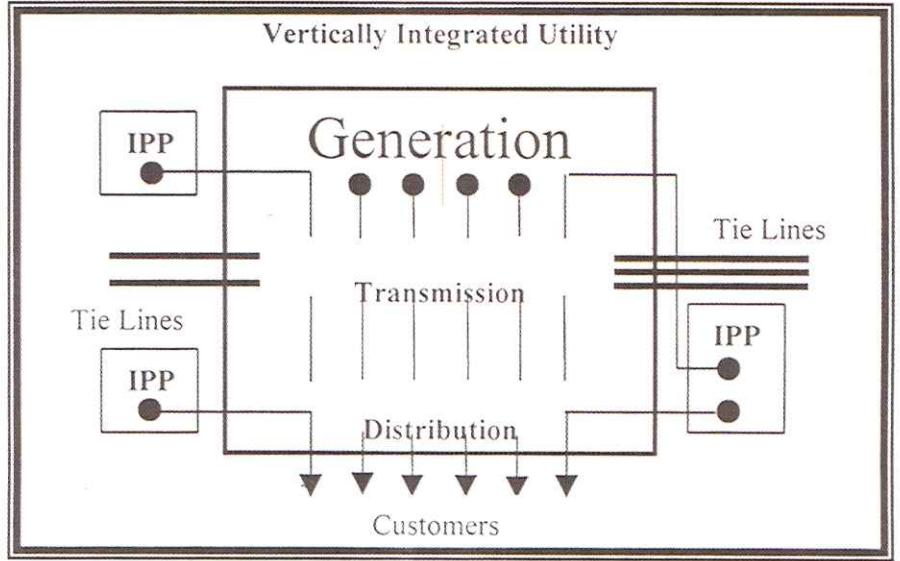 Vertically Integrated Utility
IPP
Generation
Tie Lines
Transmission
Tie Lines
IPP
IPP
Distribution
Customers